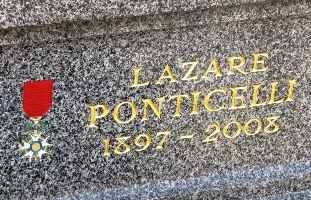 LAZARE
PONTICELLI
1897 ~ 2008